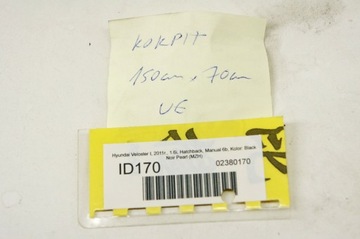 KOKPIT
150cm, 70cm
UE
Hyundai Veloster I, 2011r., 1.6i, Hatchback, Manual 6b, Kolor: Black
Noir Pearl (MZH)
ID170
02380170